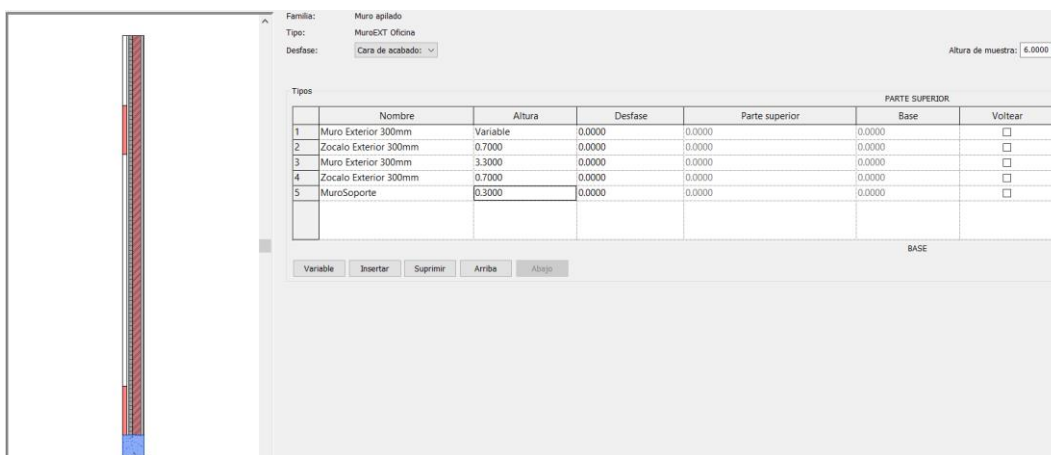 Familia: Muro apilado
Tipo: MuroEXT Oficina
Desfase: Cara de acabado: Altura de muestra: 6.0000
Tipos
PARTE SUPERIOR
Nombre Altura Desfase Parte superior Base Voltear
1 Muro Exterior 300mm Variable 0.0000 0.0000 0.0000
2 Zocalo Exterior 300mm 0.7000 0.0000 0.0000 0.0000
3 Muro Exterior 300mm 3.3000 0.0000 0.0000 0.0000
4 Zocalo Exterior 300mm 0.7000 0.0000 0.0000 0.0000
5 MuroSoporte 0.3000 0.0000 0.0000 0.0000
BASE
Variable Insertar Suprimir Arriba Abajo